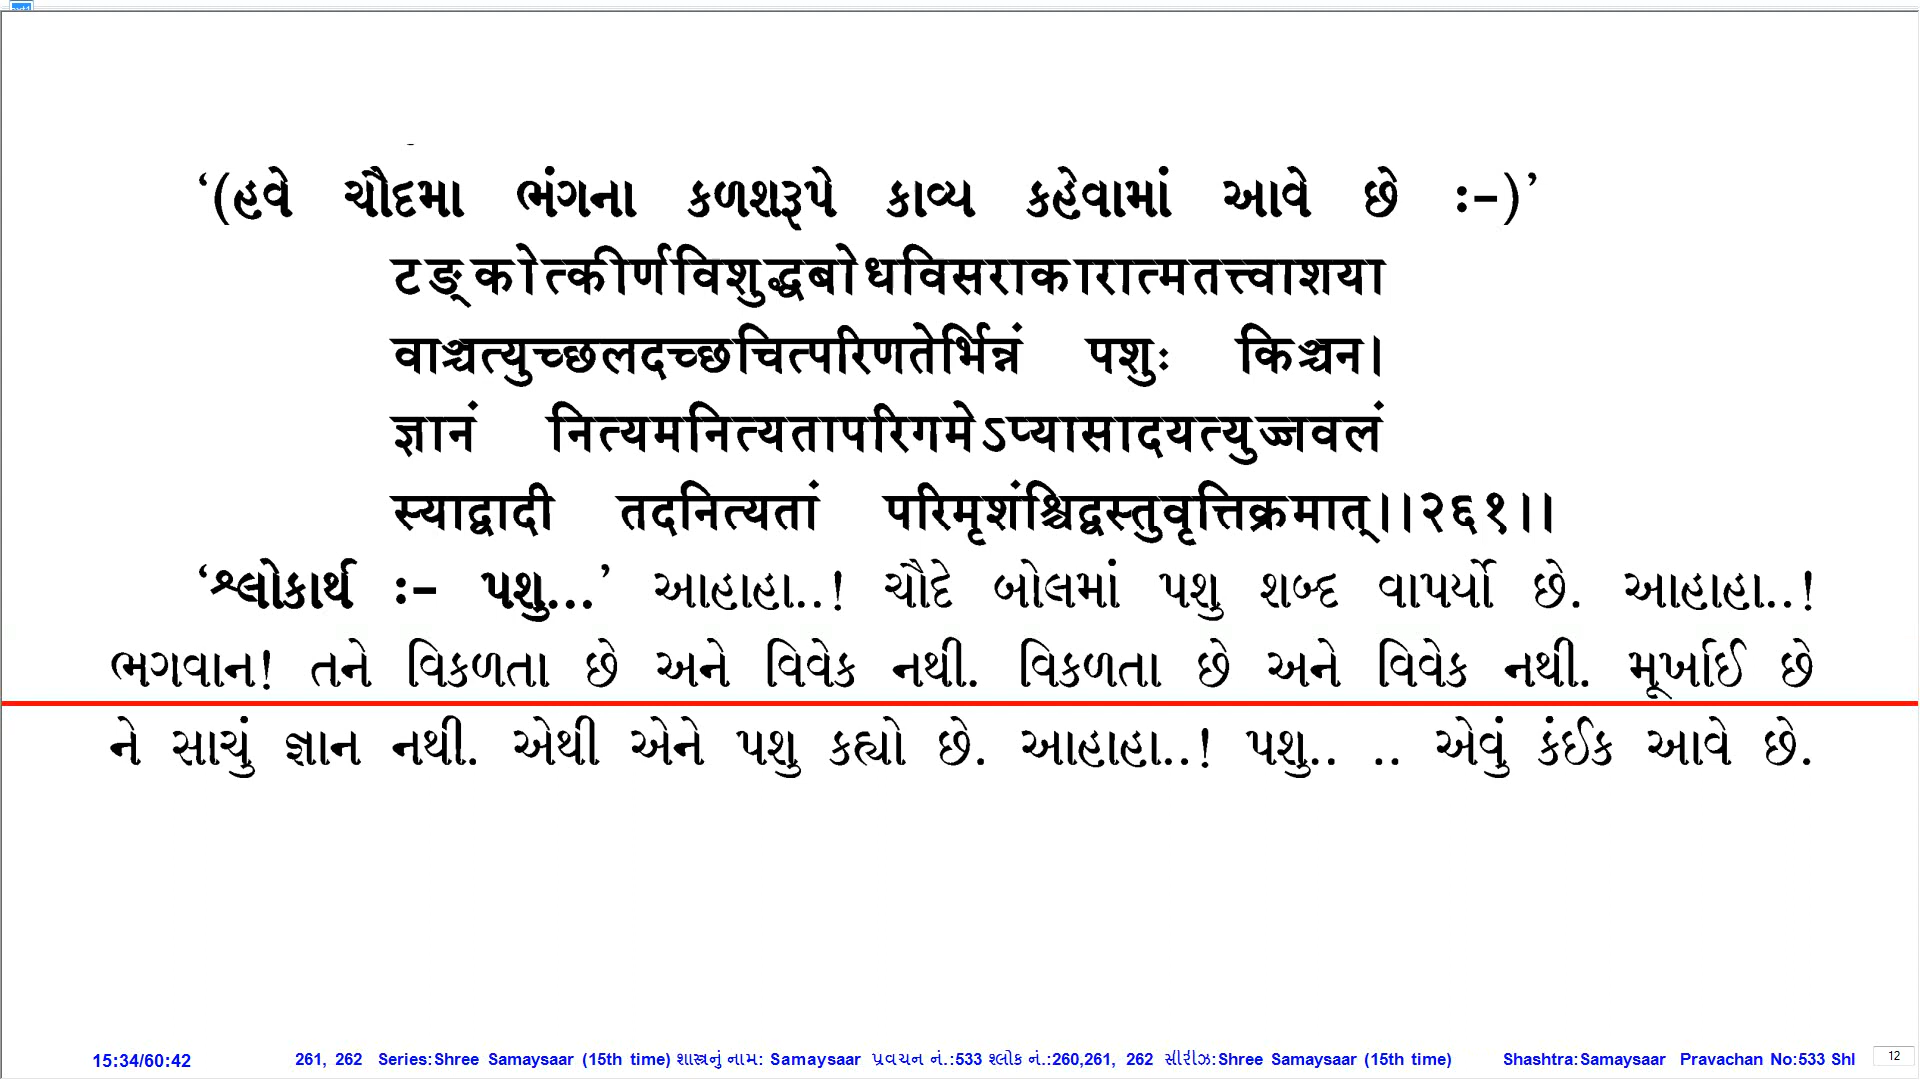 ‘(હવે ચૌદમા ભંગના કળશરૂપે કાવ્ય કહેવામાં આવે છે :-)’
टङ्कोत्कीर्णविशुद्धबोधविसराकारात्मतत्त्वाशया
वाञ्चत्युच्छलदच्छचित्परिणतेर्भिन्नं पशुः किञ्चन।
ज्ञानं नित्यमनित्यतापरिगमेऽप्यासादयत्युज्ज्वलं
स्याद्वादी तदनित्यतां परिमृशंश्चिद्वस्तुवृत्तिक्रमात्।।२६१।।
‘શ્લોકાર્થ :- પશુ...’ આહાહા..! ચૌદે બોલમાં પશુ શબ્દ વાપર્યો છે. આહાહા..!
ભગવાન! તને વિકળતા છે અને વિવેક નથી. વિકળતા છે અને વિવેક નથી. મૂર્ખાઈ છે
ને સાચું જ્ઞાન નથી. એથી એને પશુ કહ્યો છે. આહાહા..! પશુ.. .. એવું કંઈક આવે છે.
15:34/60:42 261, 262 Series:Shree Samaysaar (15th time) શાસ્ત્રનું નામ: Samaysaar પ્રવચન નં.:533 શ્લોક નં.:260,261, 262 સીરીઝ:Shree Samaysaar (15th time) Shashtra:Samaysaar Pravachan No:533 Shl 12